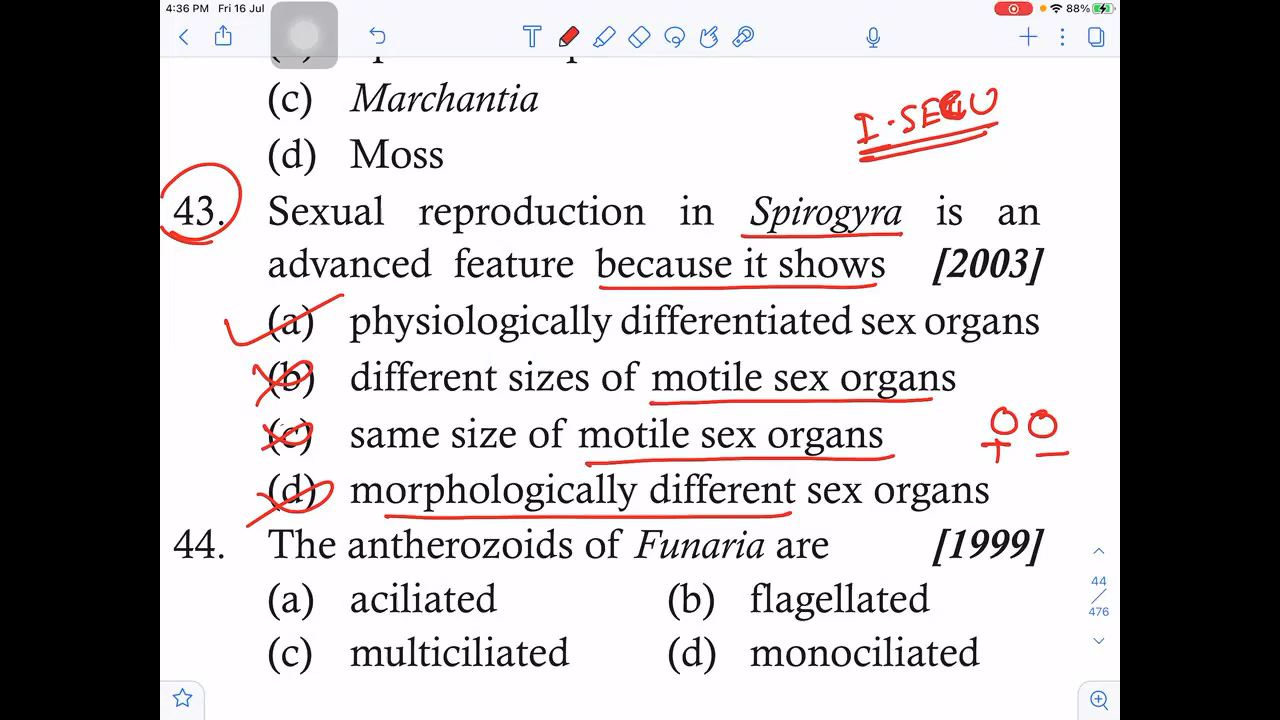 4:36 PM Fri 16 Jul
88%
(c) Marchantia
(d) Moss
43. Sexual reproduction in Spirogyra is an
advanced feature because it shows [2003]
(a) physiologically differentiated sex organs
(b) different sizes of motile sex organs
(c) same size of motile sex organs
+ –
(d) morphologically different sex organs
44. The antherozoids of Funaria are [1999]
(a) aciliated (b) flagellated
(c) multiciliated (d) monociliated
44
/
476